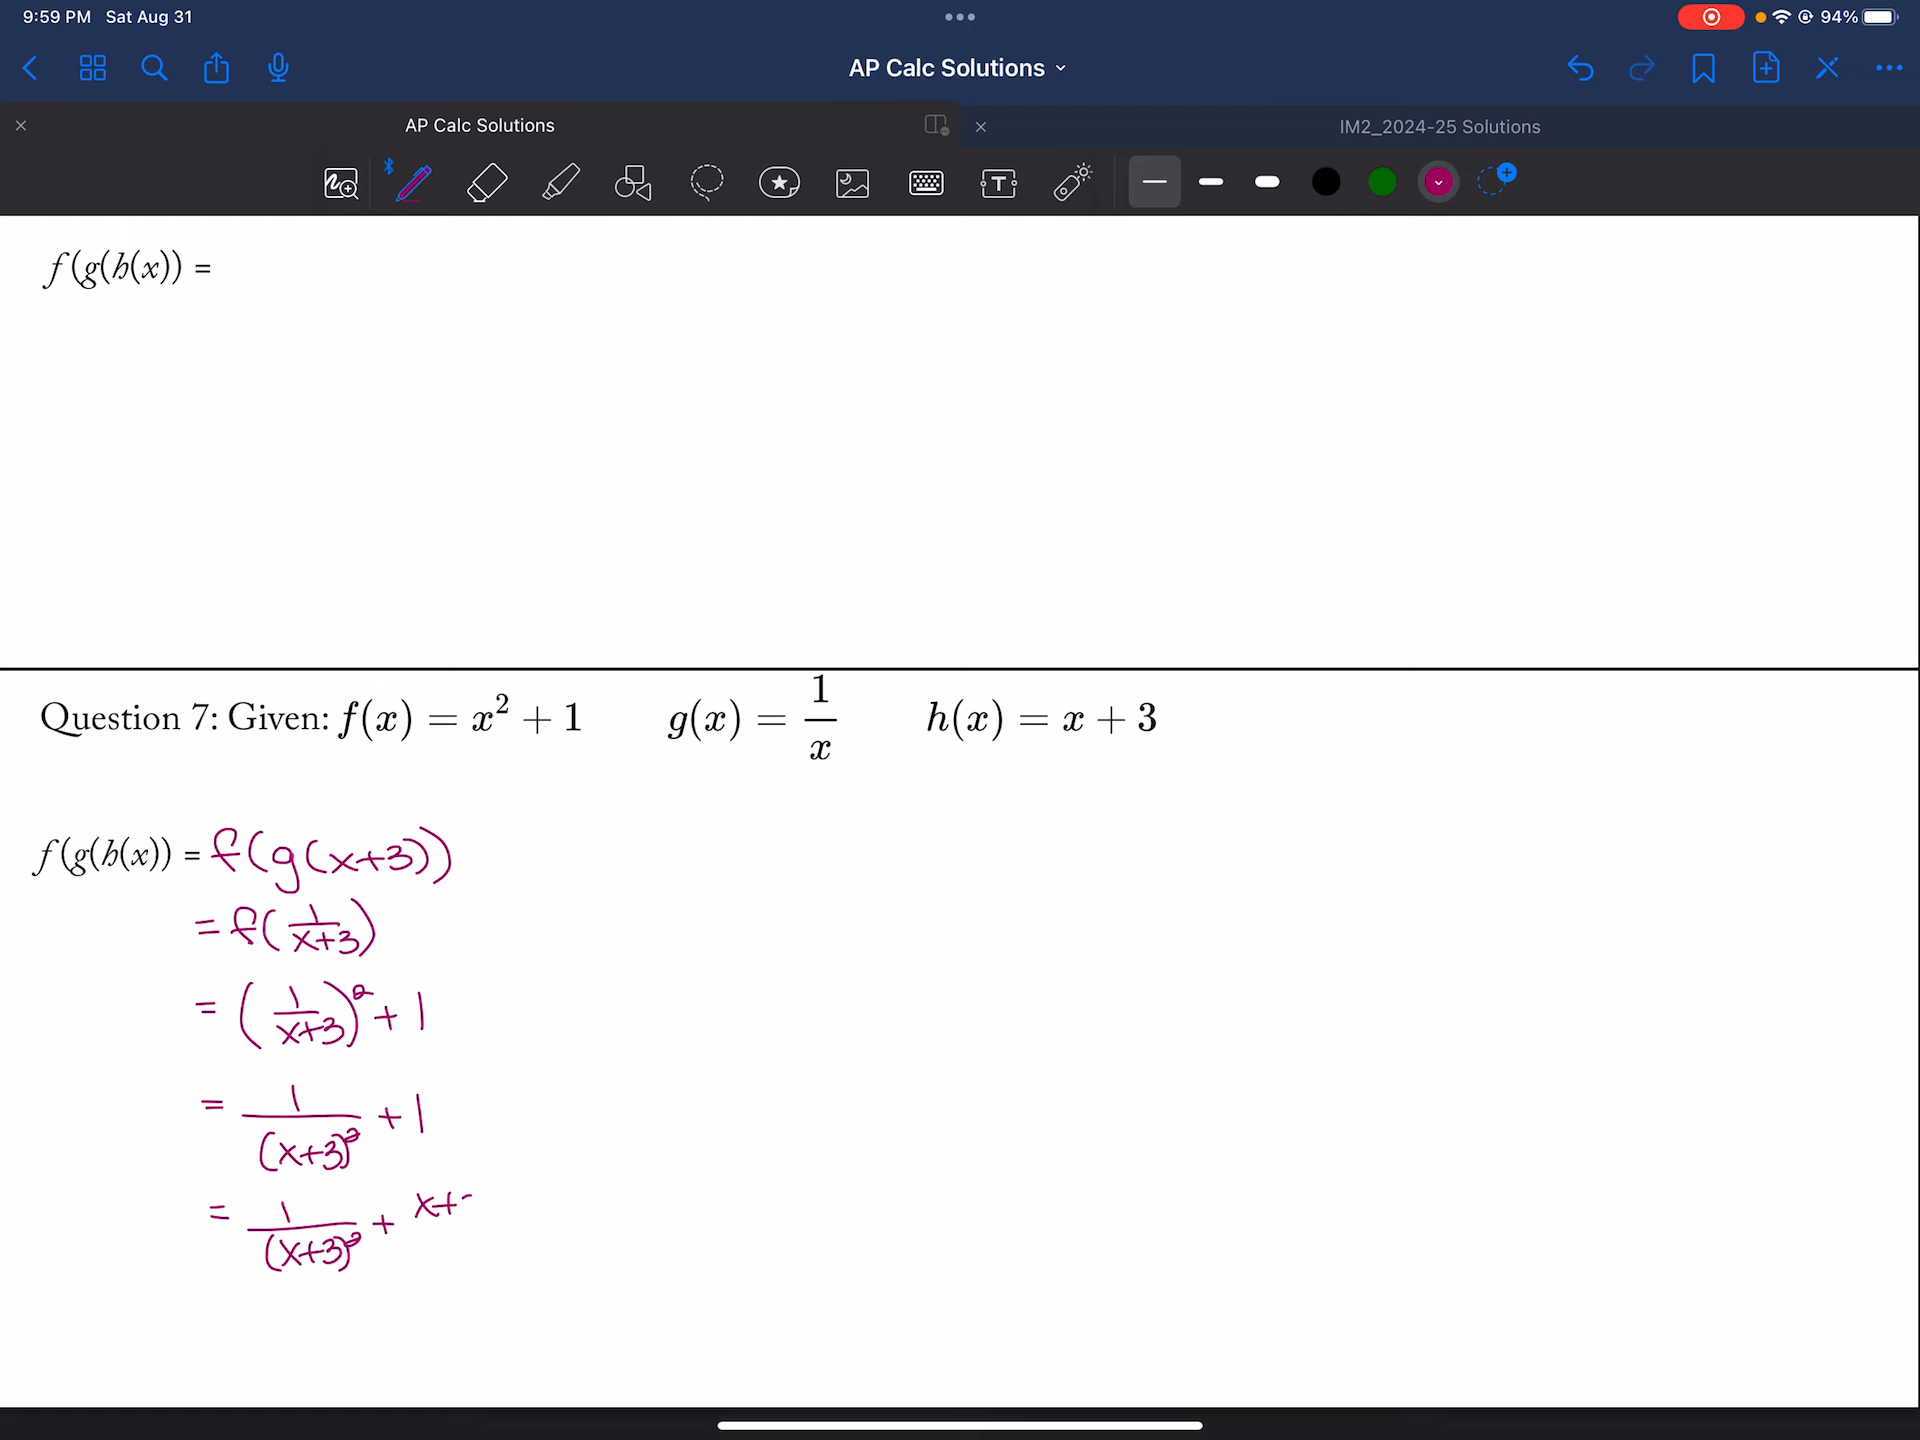 9:59 PM Sat Aug 31
94%
AP Calc Solutions
AP Calc Solutions
IM2_2024-25 Solutions
f(g(h(x)) =
Question 7: Given: f(x) = x² + 1 g(x) = 1/x h(x) = x + 3
f(g(h(x)) = f(g(x+3))
= f(1/(x+3))
= (1/(x+3))² + 1
= 1/(x+3)² + 1
= 1/(x+3)² + x+